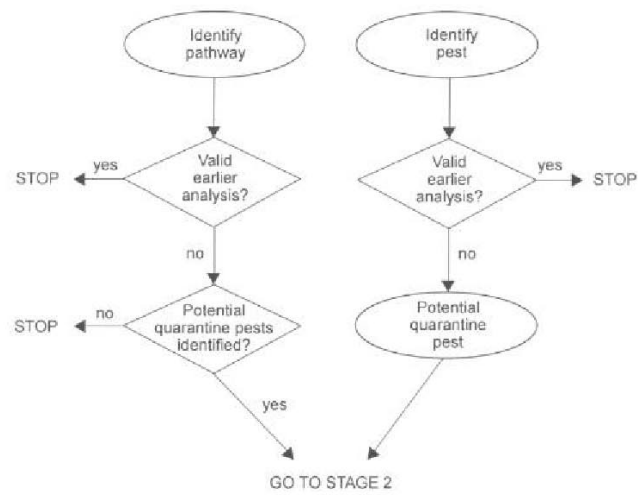 Identify
pathway
Identify
pest
yes
Valid
earlier
analysis?
STOP
Valid
earlier
analysis?
yes
STOP
no
no
Potential
quarantine pests
identified?
no
STOP
Potential
quarantine
pest
yes
GO TO STAGE 2